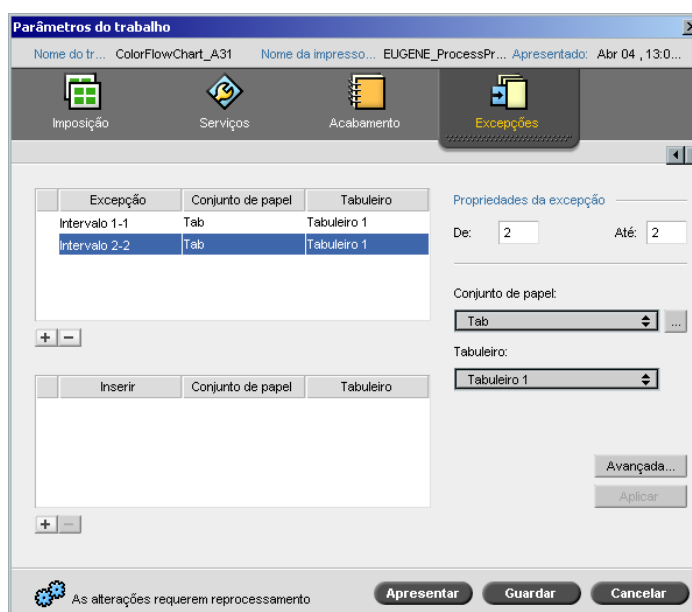 Parâmetros do trabalho
Nome do tr... ColorFlowChart_A31 Nome da impresso... EUGENE_ProcessPr... Apresentado: Abr 04 , 13:0...
Imposição Serviços Acabamento Excepções
Excepção Conjunto de papel Tabuleiro
Intervalo 1-1 Tab Tabuleiro 1
Intervalo 2-2 Tab Tabuleiro 1
Propriedades da excepção
De: 2 Até: 2
Conjunto de papel:
Tab ...
Tabuleiro:
Tabuleiro 1
Inserir Conjunto de papel Tabuleiro
Avançada...
Aplicar
As alterações requerem reprocessamento
Apresentar Guardar Cancelar